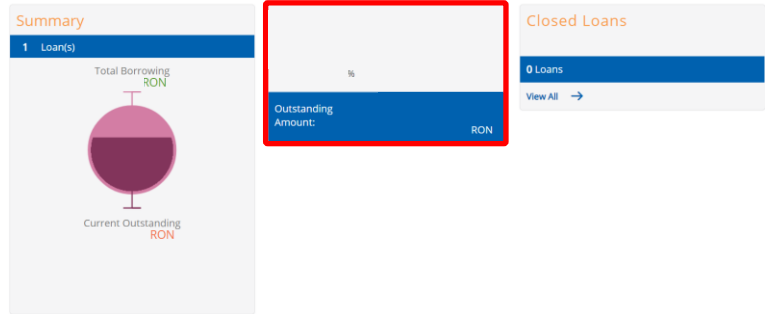 Summary
1 Loan(s)
Total Borrowing
RON
Current Outstanding
RON
%
Outstanding
Amount:
RON
Closed Loans
0 Loans
View All →